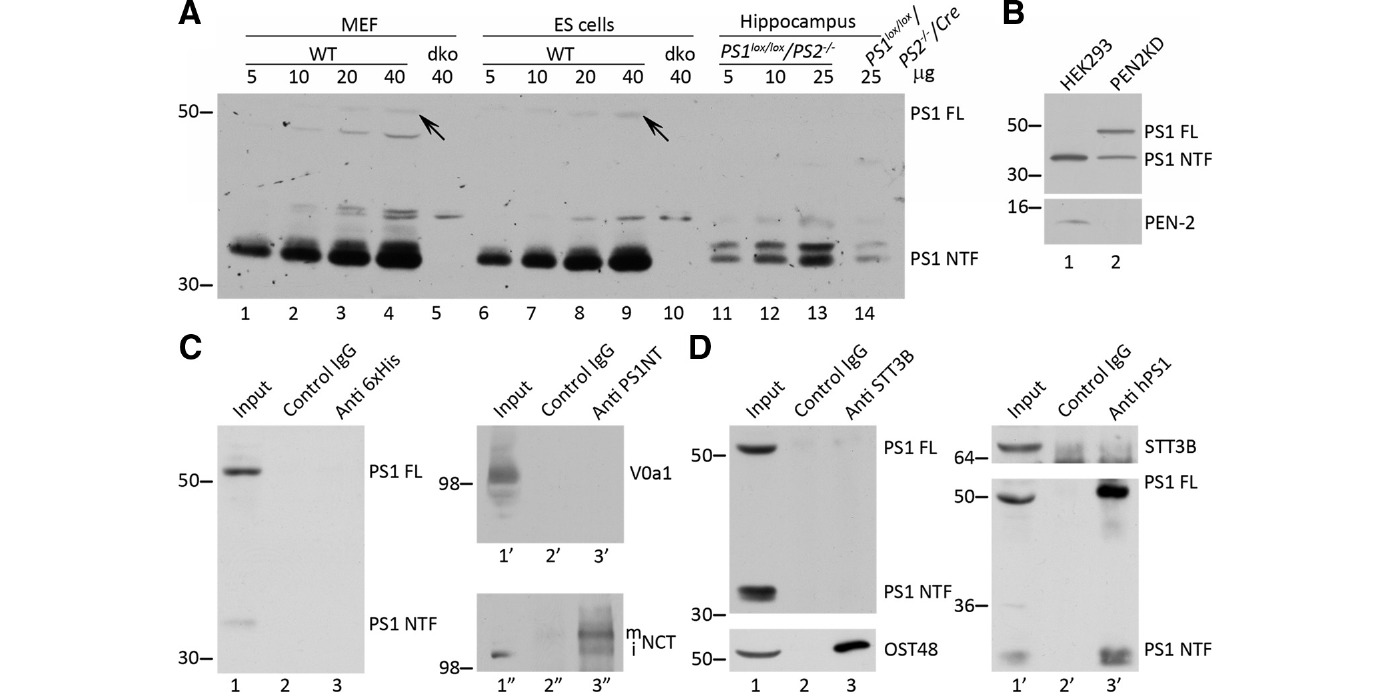 A
MEF
ES cells
Hippocampus
PS1lox/lox/
PS2-/-/Cre
WT
dko
WT
dko
PS1lox/lox/PS2-/-
5 10 20 40 40 5 10 20 40 40 5 10 25 25 µg
50
PS1 FL
PS1 NTF
30
1 2 3 4 5 6 7 8 9 10 11 12 13 14
B
HEK293
PEN2KD
50
PS1 FL
PS1 NTF
30
16
PEN-2
1 2
C
Input
Control IgG
Anti 6xHis
50
PS1 FL
PS1 NTF
30
1 2 3
Input
Control IgG
Anti PS1NT
98
V0a1
1’ 2’ 3’
m
i
NCT
98
1” 2” 3”
D
Input
Control IgG
Anti STT3B
50
PS1 FL
PS1 NTF
30
50
OST48
1 2 3
Input
Control IgG
Anti hPS1
STT3B
64
PS1 FL
50
36
PS1 NTF
1’ 2’ 3’